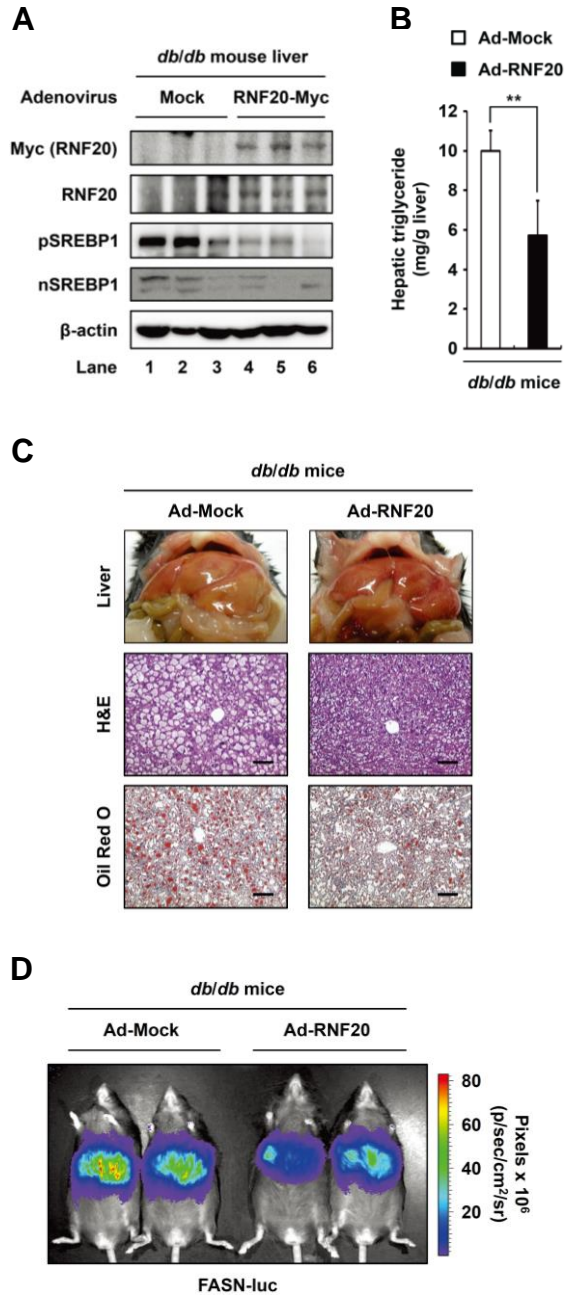 A
db/db mouse liver
Adenovirus Mock RNF20-Myc
Myc (RNF20)
RNF20
pSREBP1
nSREBP1
β-actin
Lane 1 2 3 4 5 6
B
Ad-Mock
Ad-RNF20
**
12
10
8
6
4
2
0
Hepatic triglyceride
(mg/g liver)
db/db mice
C
db/db mice
Ad-Mock Ad-RNF20
Liver
H&E
Oil Red O
D
db/db mice
Ad-Mock Ad-RNF20
80
60
40
20
Pixels x 10⁶
(p/sec/cm²/sr)
FASN-luc